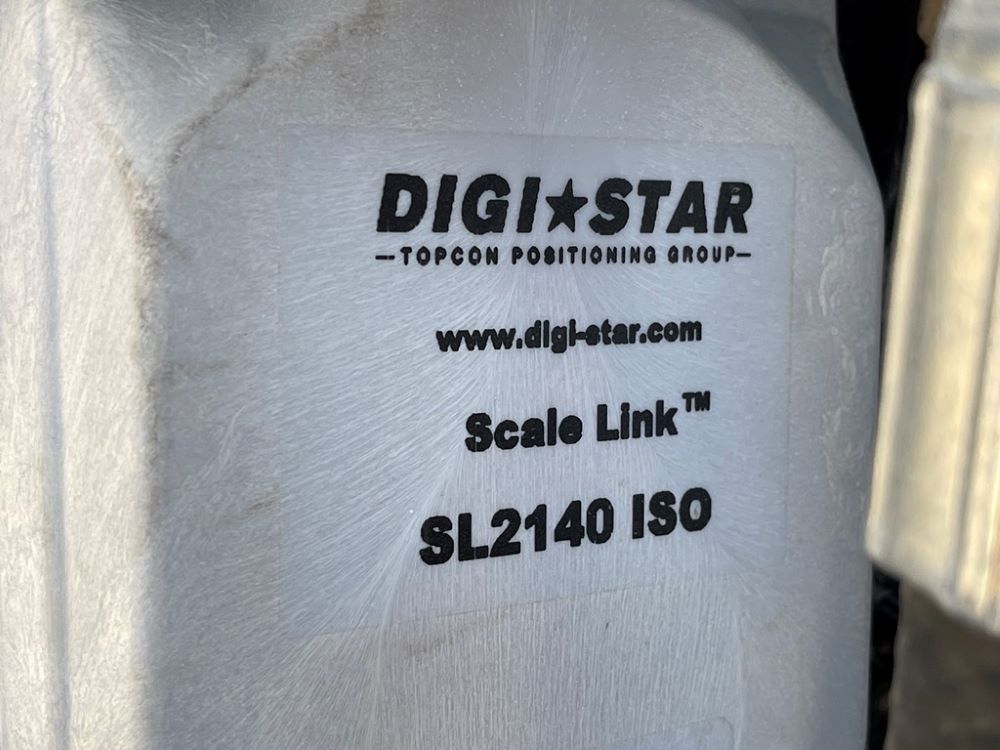 DIGI★STAR
—TOPCON POSITIONING GROUP—
www.digi-star.com
Scale Link™
SL2140 ISO